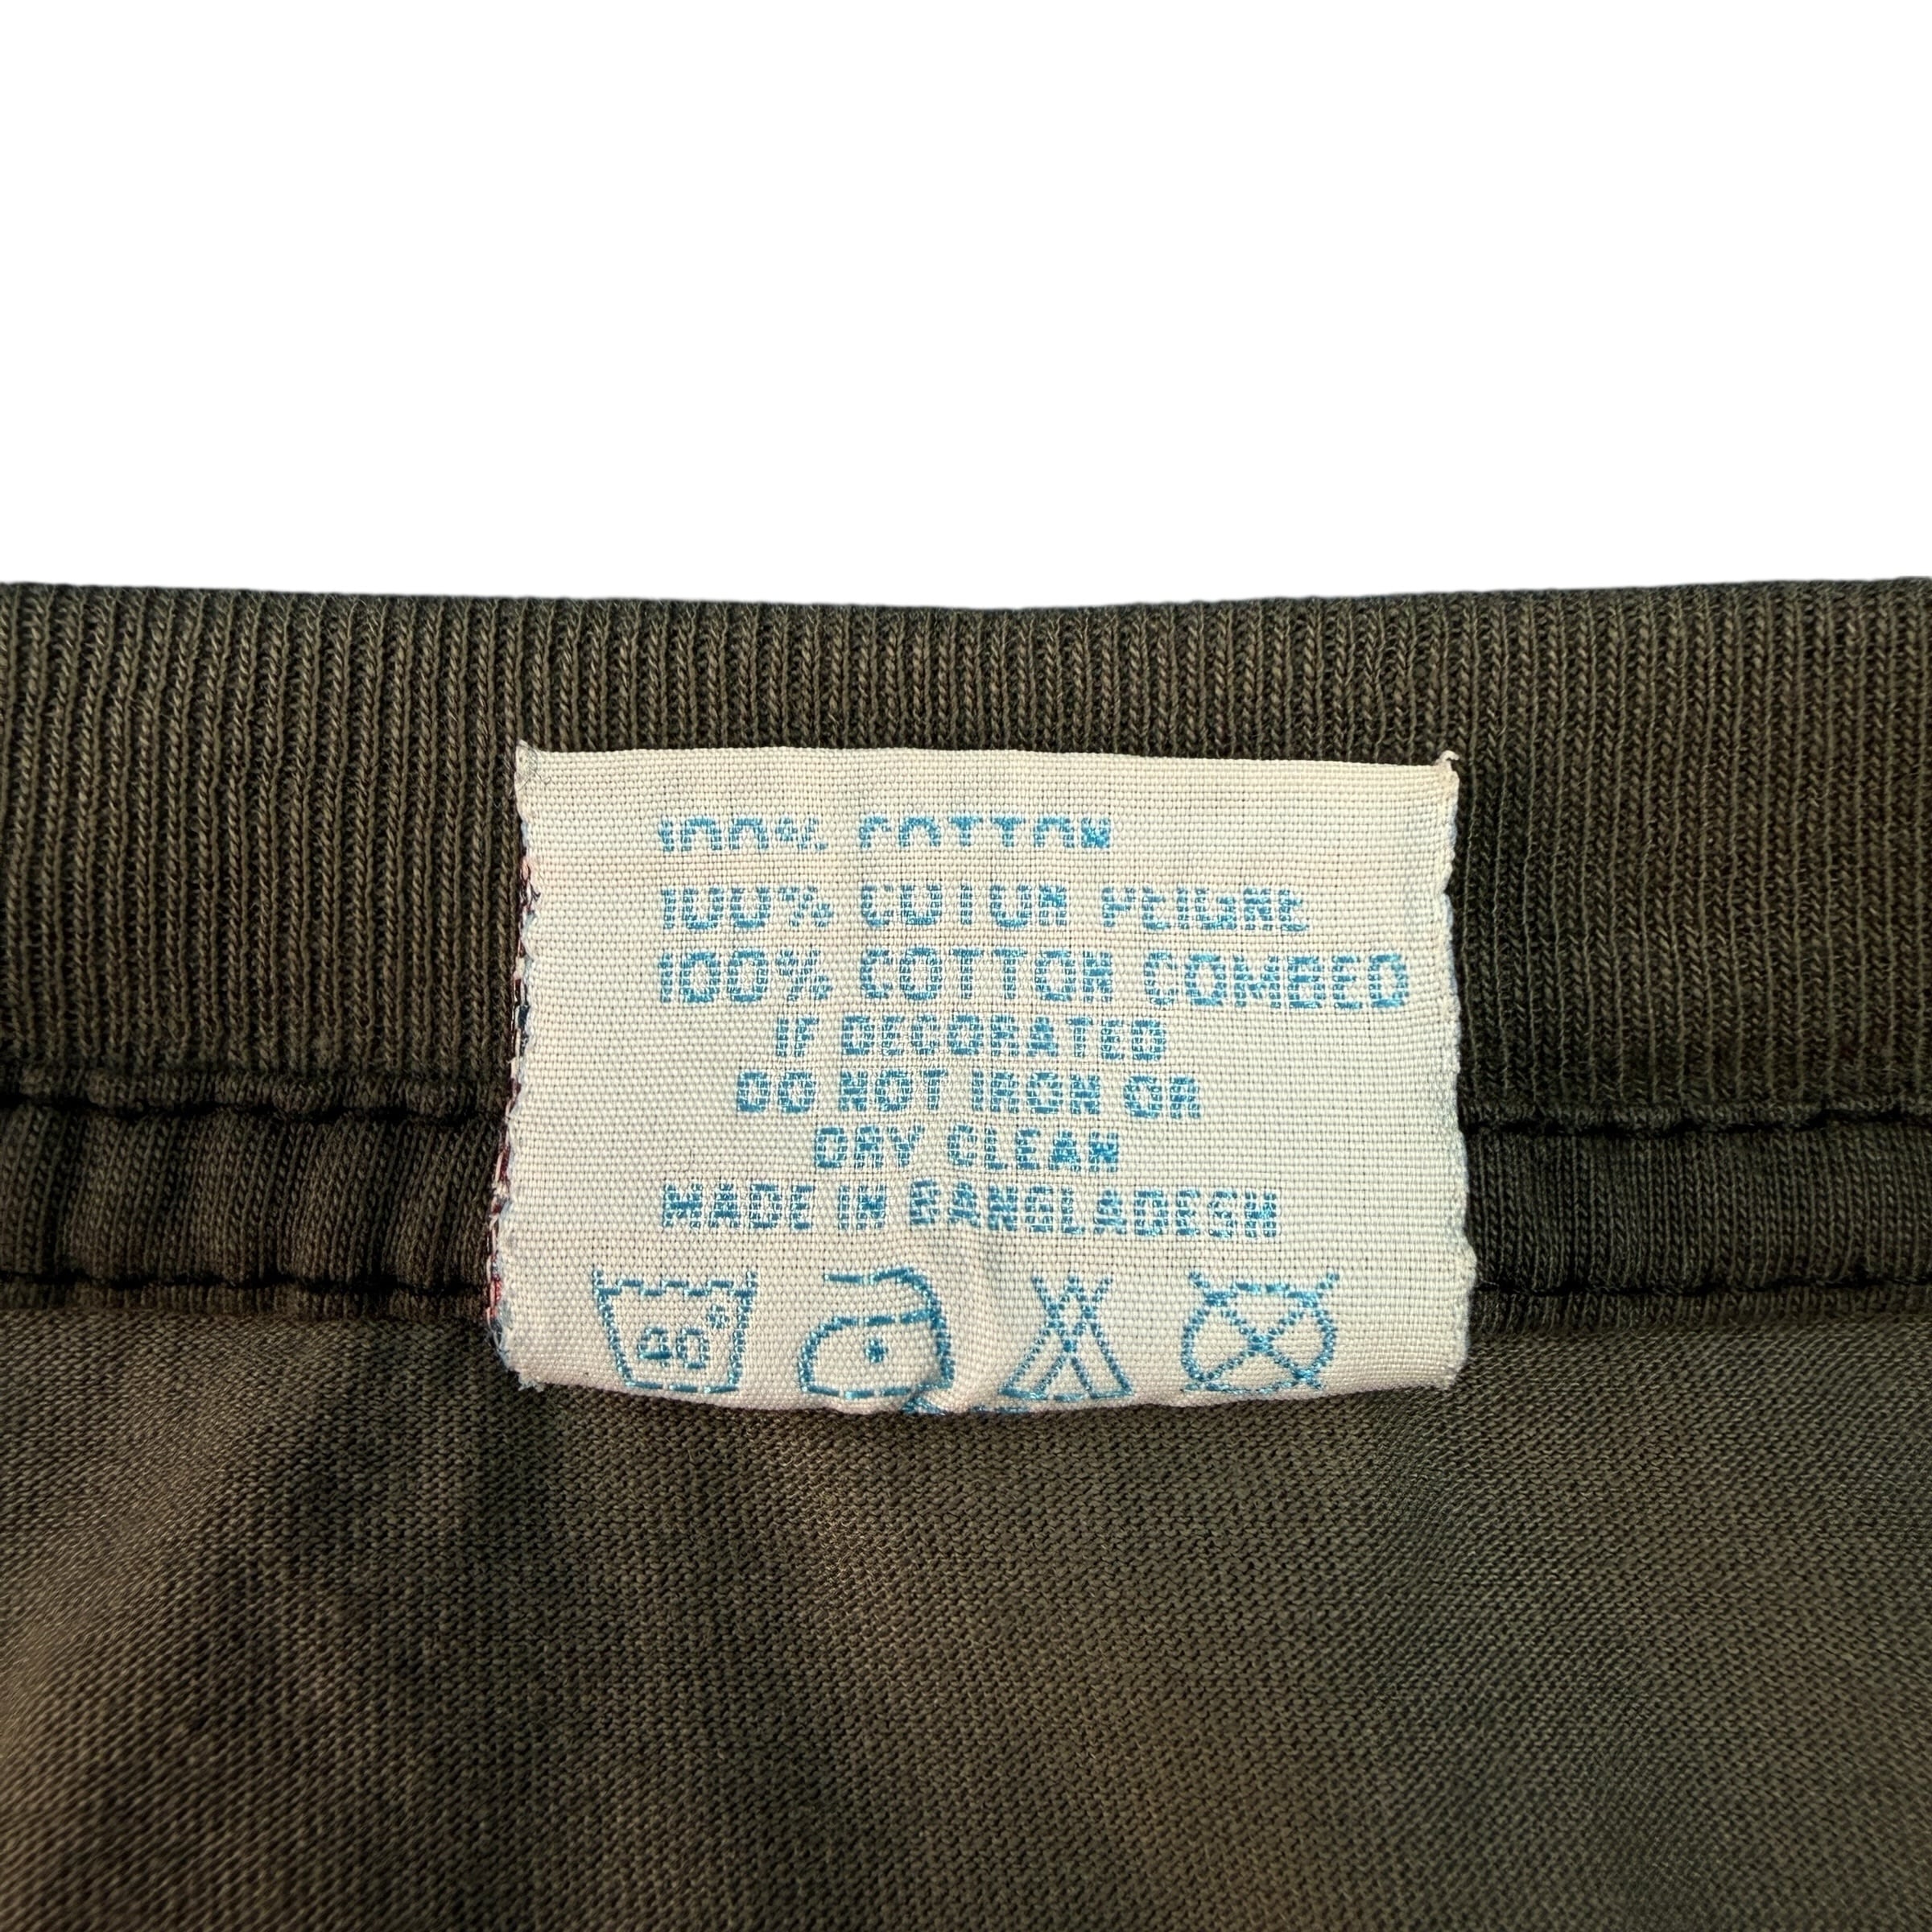 100% COTTON
100% COTON PEIGNE
100% COTTON COMBED
IF DECORATED
DO NOT IRON OR
DRY CLEAN
MADE IN BANGLADESH
40°